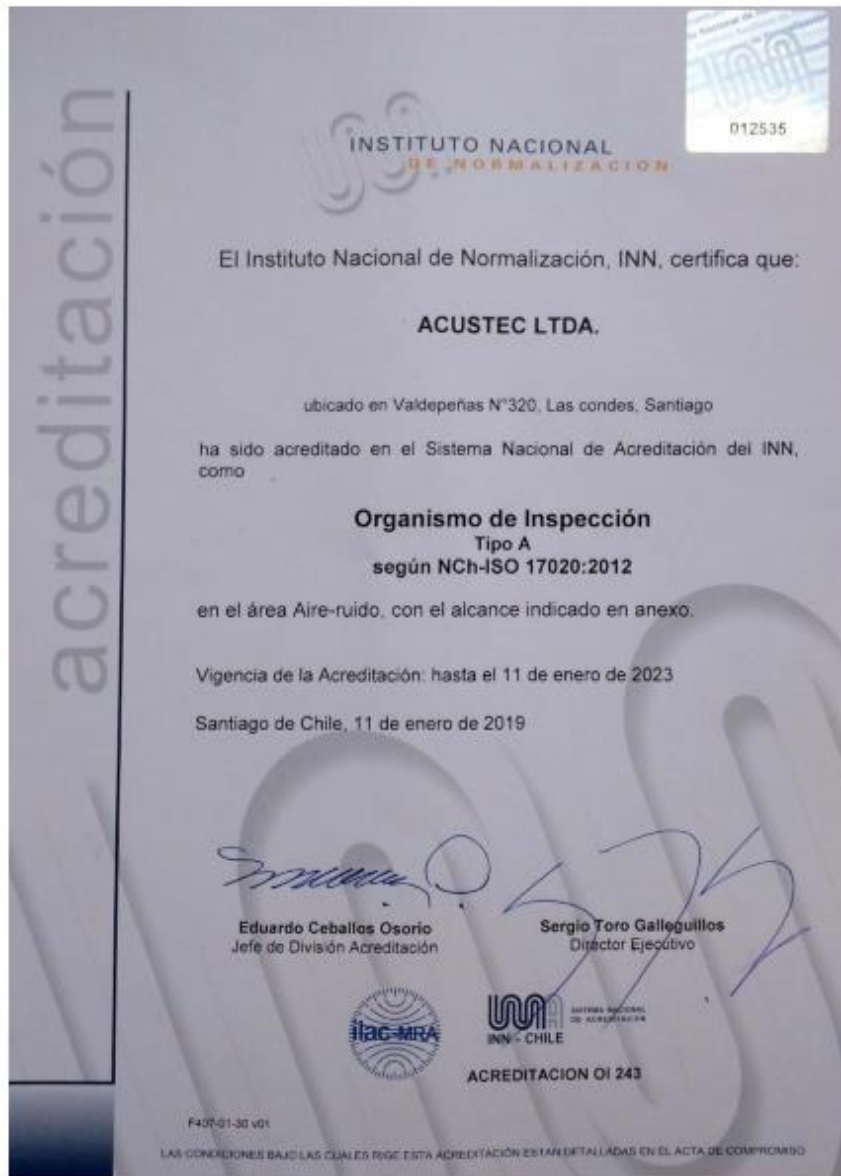 acreditación
012535
INSTITUTO NACIONAL
DE NORMALIZACION
El Instituto Nacional de Normalización, INN, certifica que:
ACUSTEC LTDA.
ubicado en Valdepeñas N°320, Las condes, Santiago
ha sido acreditado en el Sistema Nacional de Acreditación del INN,
como
Organismo de Inspección
Tipo A
según NCh-ISO 17020:2012
en el área Aire-ruido, con el alcance indicado en anexo.
Vigencia de la Acreditación: hasta el 11 de enero de 2023
Santiago de Chile, 11 de enero de 2019
Eduardo Ceballos Osorio
Jefe de División Acreditación
Sergio Toro Galleguillos
Director Ejecutivo
ilac-MRA
SISTEMA NACIONAL
DE ACREDITACION
INN - CHILE
ACREDITACION OI 243
F407-01-30 v01
LAS CONDICIONES BAJO LAS CUALES RIGE ESTA ACREDITACIÓN ESTAN DETALLADAS EN EL ACTA DE COMPROMISO